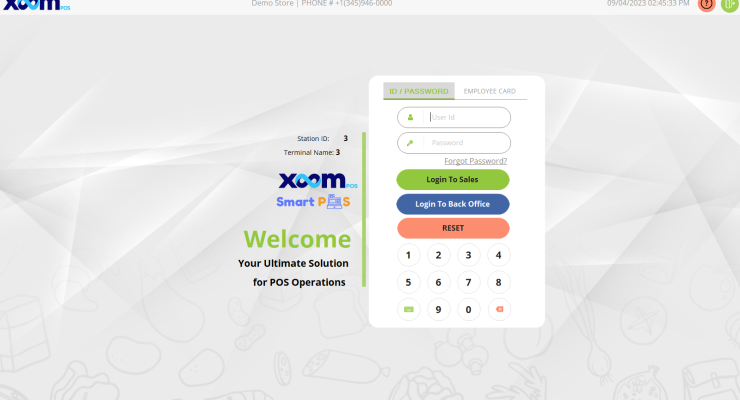 xoom POS
Demo Store | PHONE # +1(345)946-0000
09/04/2023 02:45:33 PM
?
ID / PASSWORD
EMPLOYEE CARD
User Id
Password
Forgot Password?
Login To Sales
Login To Back Office
RESET
1 2 3 4
5 6 7 8
9 0
Station ID: 3
Terminal Name: 3
xoom POS
Smart POS
Welcome
Your Ultimate Solution
for POS Operations